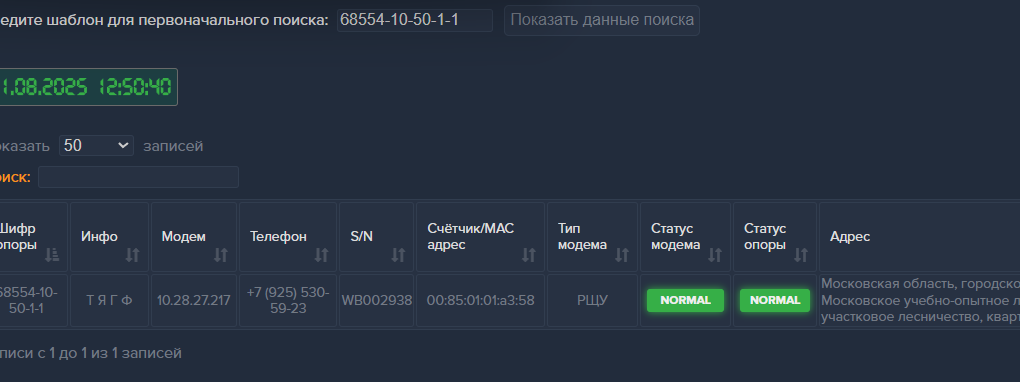 едите шаблон для первоначального поиска: 68554-10-50-1-1 Показать данные поиска
1.08.2025 12:50:40
оказать 50 записей
иск:
Шифр опоры Инфо Модем Телефон S/N Счётчик/MAC адрес Тип модема Статус модема Статус опоры Адрес
68554-10-50-1-1 Т Я Г Ф 10.28.27.217 +7 (925) 530-59-23 WB002938 00:85:01:01:a3:58 РЩУ NORMAL NORMAL Московская область, городско
Московское учебно-опытное л
участковое лесничество, кварт
писи с 1 до 1 из 1 записей